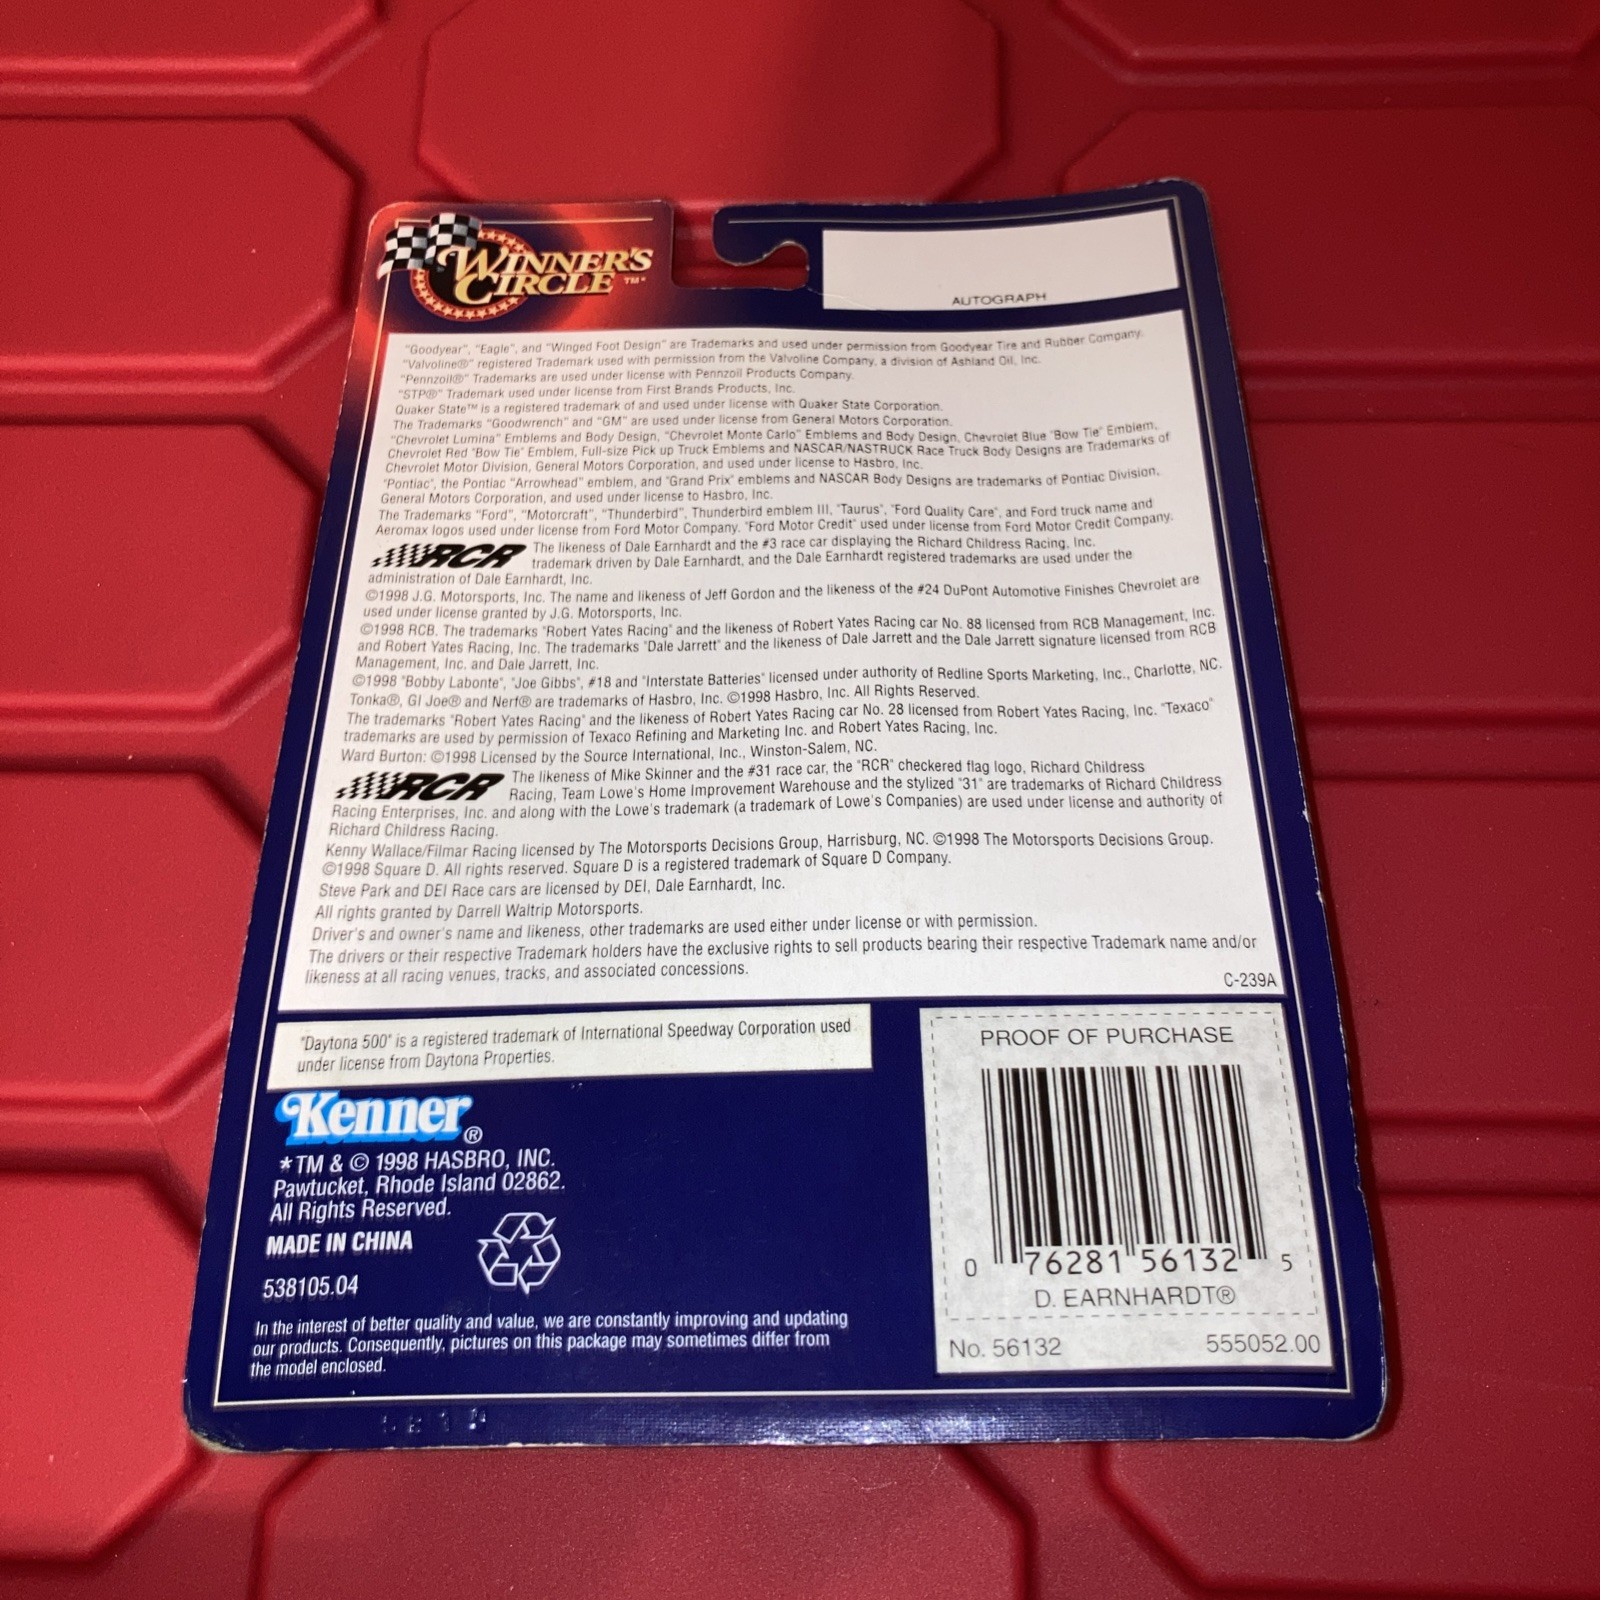 WINNER'S
CIRCLE ™*
AUTOGRAPH
"Goodyear", "Eagle", and "Winged Foot Design" are Trademarks and used under permission from Goodyear Tire and Rubber Company.
"Valvoline®" registered Trademark used with permission from the Valvoline Company, a division of Ashland Oil, Inc.
"Pennzoil®" Trademarks are used under license with Pennzoil Products Company.
"STP®" Trademark used under license from First Brands Products, Inc.
Quaker State™ is a registered trademark of and used under license with Quaker State Corporation.
The Trademarks "Goodwrench" and "GM" are used under license from General Motors Corporation.
"Chevrolet Lumina" Emblems and Body Design, "Chevrolet Monte Carlo" Emblems and Body Design, Chevrolet Blue "Bow Tie" Emblem,
Chevrolet Red "Bow Tie" Emblem, Full-size Pick up Truck Emblems and NASCAR/NASTRUCK Race Truck Body Designs are Trademarks of
Chevrolet Motor Division, General Motors Corporation, and used under license to Hasbro, Inc.
"Pontiac", the Pontiac "Arrowhead" emblem, and "Grand Prix" emblems and NASCAR Body Designs are trademarks of Pontiac Division,
General Motors Corporation, and used under license to Hasbro, Inc.
The Trademarks "Ford", "Motorcraft", "Thunderbird", Thunderbird emblem III, "Taurus", "Ford Quality Care", and Ford truck name and
Aeromax logos used under license from Ford Motor Company. "Ford Motor Credit" used under license from Ford Motor Credit Company.
RCR The likeness of Dale Earnhardt and the #3 race car displaying the Richard Childress Racing, Inc.
trademark driven by Dale Earnhardt, and the Dale Earnhardt registered trademarks are used under the
administration of Dale Earnhardt, Inc.
©1998 J.G. Motorsports, Inc. The name and likeness of Jeff Gordon and the likeness of the #24 DuPont Automotive Finishes Chevrolet are
used under license granted by J.G. Motorsports, Inc.
©1998 RCB. The trademarks "Robert Yates Racing" and the likeness of Robert Yates Racing car No. 88 licensed from RCB Management, Inc.
and Robert Yates Racing, Inc. The trademarks "Dale Jarrett" and the likeness of Dale Jarrett and the Dale Jarrett signature licensed from RCB
Management, Inc. and Dale Jarrett, Inc.
©1998 "Bobby Labonte", "Joe Gibbs", #18 and "Interstate Batteries" licensed under authority of Redline Sports Marketing, Inc., Charlotte, NC.
Tonka®, GI Joe® and Nerf® are trademarks of Hasbro, Inc. ©1998 Hasbro, Inc. All Rights Reserved.
The trademarks "Robert Yates Racing" and the likeness of Robert Yates Racing car No. 28 licensed from Robert Yates Racing, Inc. "Texaco"
trademarks are used by permission of Texaco Refining and Marketing Inc. and Robert Yates Racing, Inc.
Ward Burton: ©1998 Licensed by the Source International, Inc., Winston-Salem, NC.
RCR The likeness of Mike Skinner and the #31 race car, the "RCR" checkered flag logo, Richard Childress
Racing, Team Lowe's Home Improvement Warehouse and the stylized "31" are trademarks of Richard Childress
Racing Enterprises, Inc. and along with the Lowe's trademark (a trademark of Lowe's Companies) are used under license and authority of
Richard Childress Racing.
Kenny Wallace/Filmar Racing licensed by The Motorsports Decisions Group, Harrisburg, NC. ©1998 The Motorsports Decisions Group.
©1998 Square D. All rights reserved. Square D is a registered trademark of Square D Company.
Steve Park and DEI Race cars are licensed by DEI, Dale Earnhardt, Inc.
All rights granted by Darrell Waltrip Motorsports.
Driver's and owner's name and likeness, other trademarks are used either under license or with permission.
The drivers or their respective Trademark holders have the exclusive rights to sell products bearing their respective Trademark name and/or
likeness at all racing venues, tracks, and associated concessions.
C-239A
"Daytona 500" is a registered trademark of International Speedway Corporation used
under license from Daytona Properties.
Kenner®
*TM & © 1998 HASBRO, INC.
Pawtucket, Rhode Island 02862.
All Rights Reserved.
MADE IN CHINA
538105.04
In the interest of better quality and value, we are constantly improving and updating
our products. Consequently, pictures on this package may sometimes differ from
the model enclosed.
PROOF OF PURCHASE
0 76281 56132 5
D. EARNHARDT®
No. 56132 555052.00